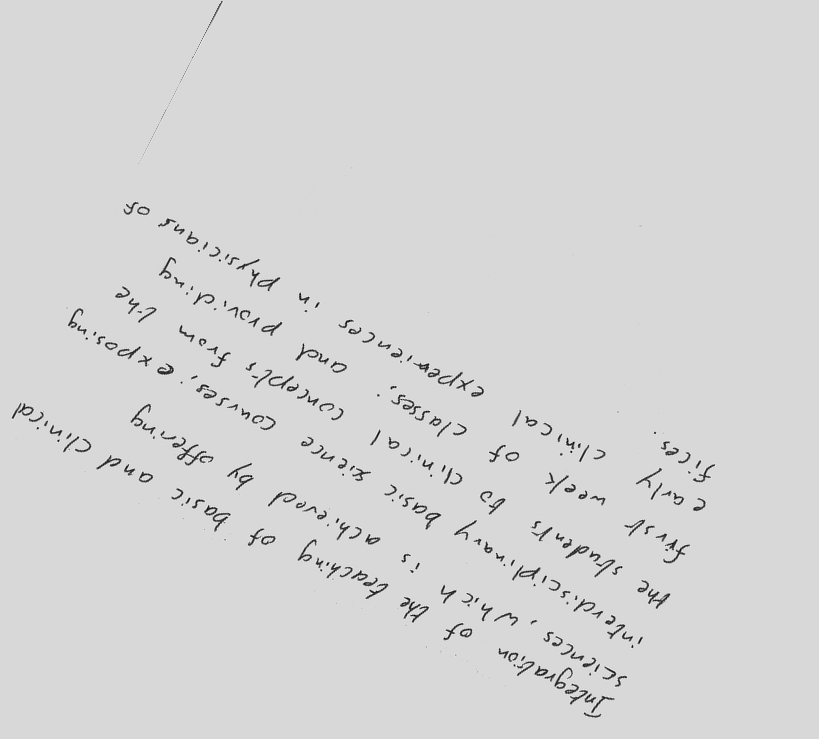 Integration of the teaching of basic and clinical
sciences, which is achieved by offering
interdisciplinary basic science courses; exposing
the students to clinical concepts from the
first week of classes; and providing
early clinical experiences in physicians of
fices.